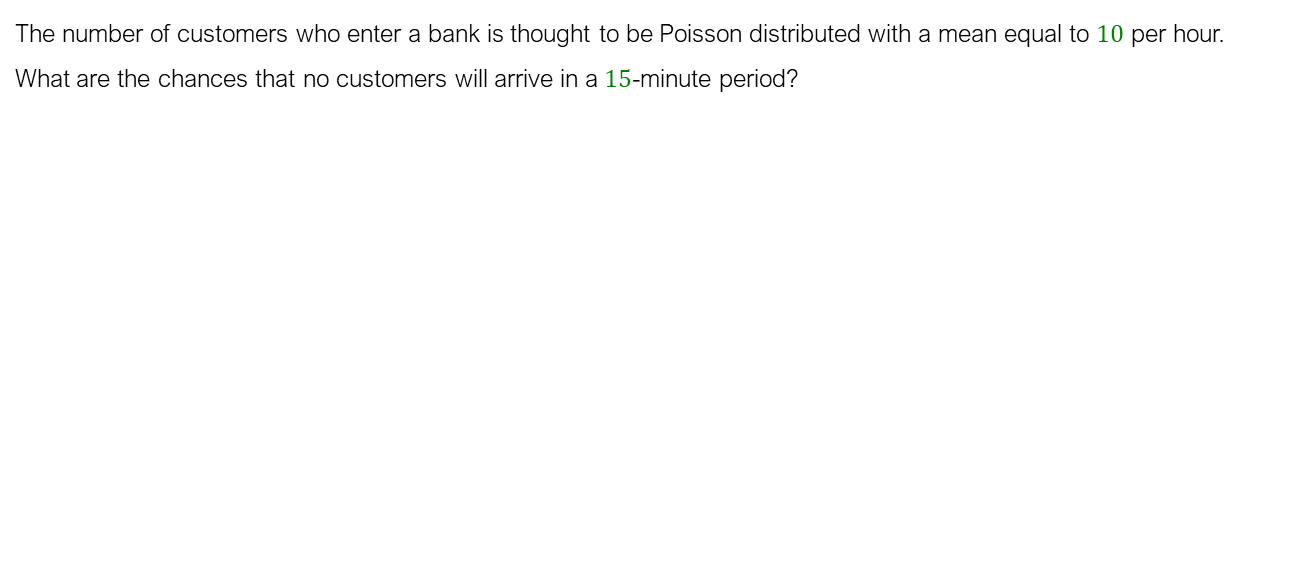 The number of customers who enter a bank is thought to be Poisson distributed with a mean equal to 10 per hour.
What are the chances that no customers will arrive in a 15-minute period?